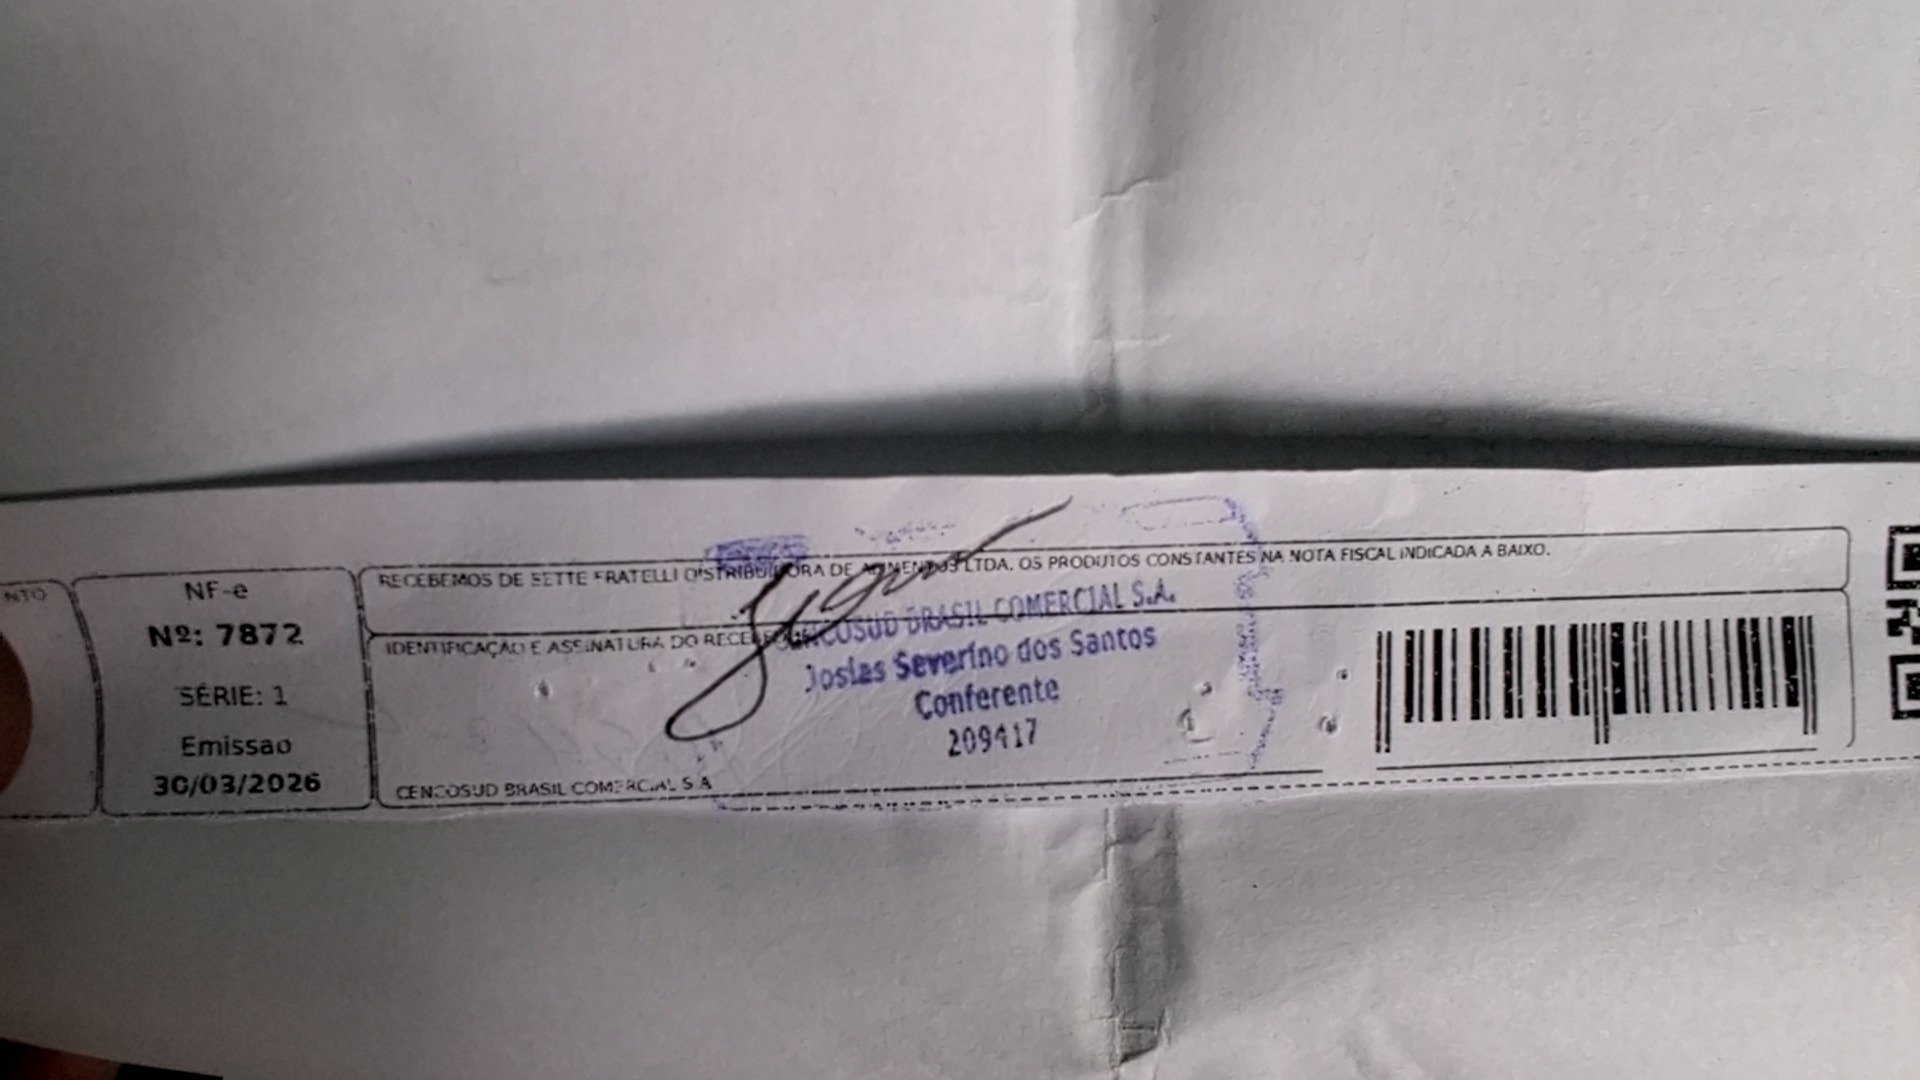 NTO
NF-e
Nº: 7872
SÉRIE: 1
Emissao
30/03/2026
RECEBEMOS DE SETTE FRATELLI DISTRIBUIDORA DE ALIMENTOS LTDA. OS PRODUTOS CONSTANTES NA NOTA FISCAL INDICADA A BAIXO.
IDENTIFICAÇÃO E ASSINATURA DO RECEBEDOR
CENCOSUD BRASIL COMERCIAL S.A.
Josias Severino dos Santos
Conferente
209417
CENCOSUD BRASIL COMERCIAL S.A